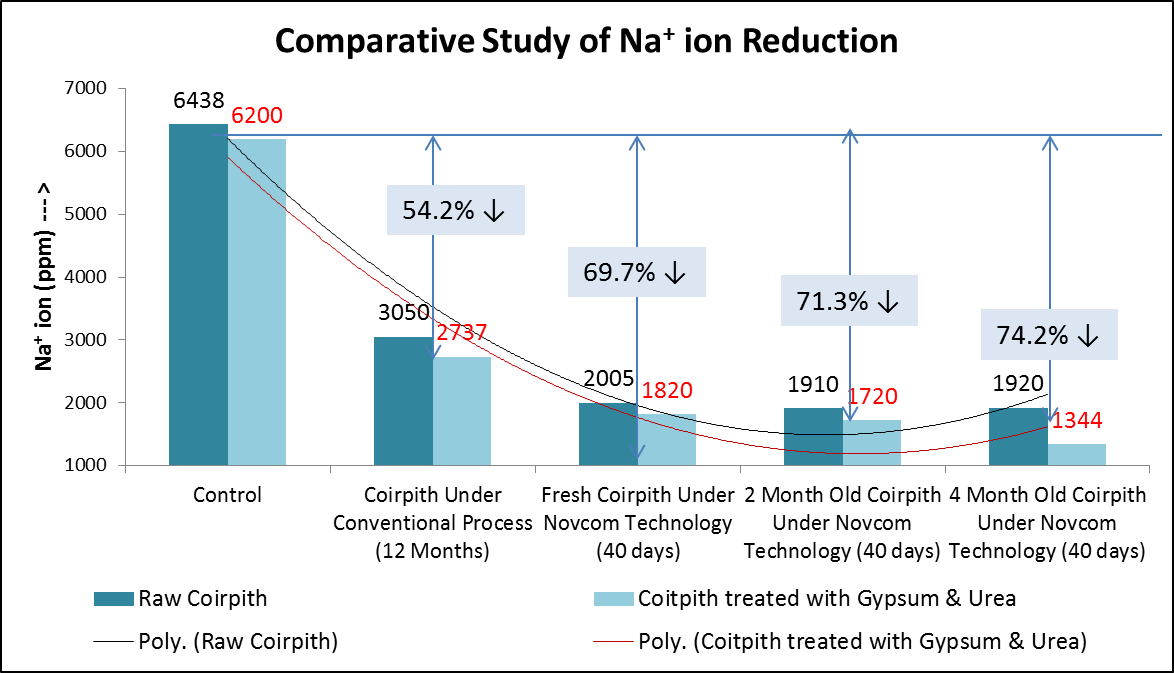 Comparative Study of Na⁺ ion Reduction
Na⁺ ion (ppm) --- >
7000
6000
5000
4000
3000
2000
1000
6438
6200
3050
2737
2005
1820
1910
1720
1920
1344
54.2% ↓
69.7% ↓
71.3% ↓
74.2% ↓
Control
Coirpith Under
Conventional Process
(12 Months)
Fresh Coirpith Under
Novcom Technology
(40 days)
2 Month Old Coirpith
Under Novcom
Technology (40 days)
4 Month Old Coirpith
Under Novcom
Technology (40 days)
Raw Coirpith
Coitpith treated with Gypsum & Urea
Poly. (Raw Coirpith)
Poly. (Coitpith treated with Gypsum & Urea)